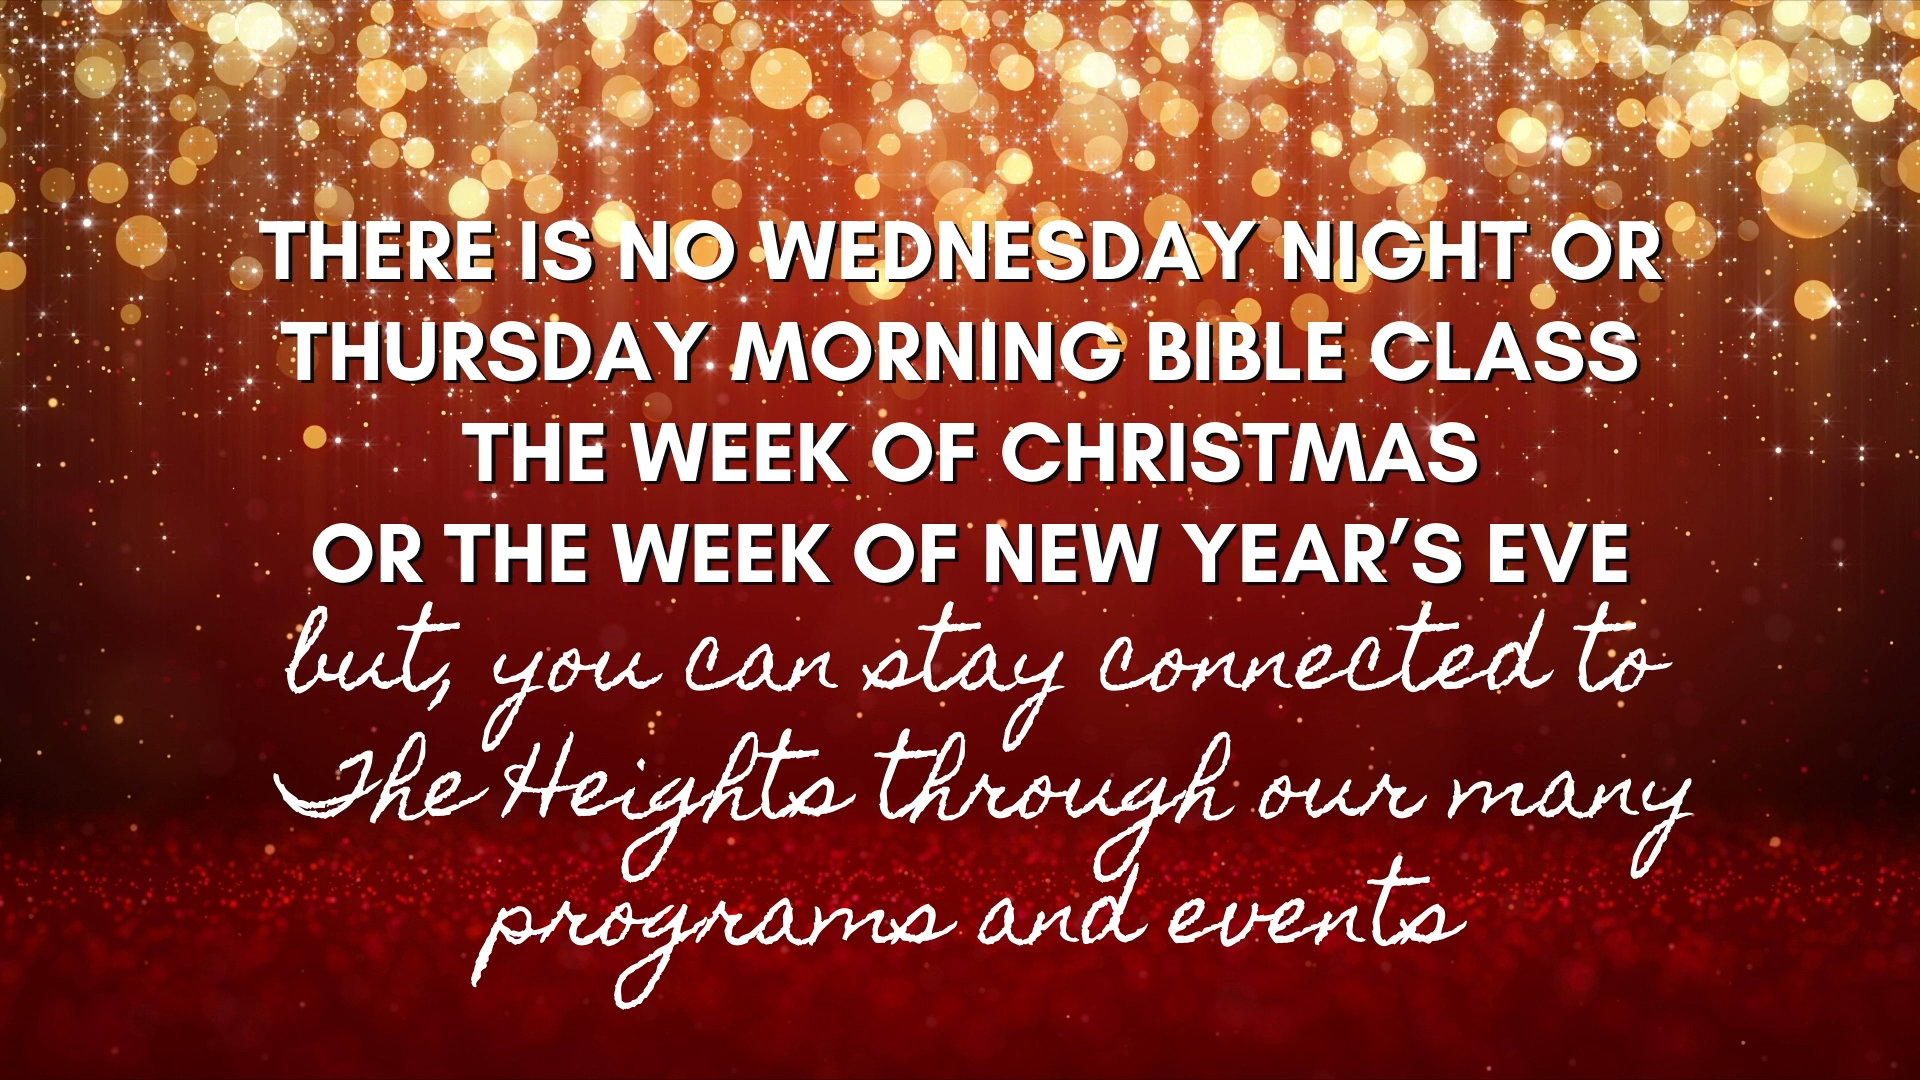 THERE IS NO WEDNESDAY NIGHT OR
THURSDAY MORNING BIBLE CLASS
THE WEEK OF CHRISTMAS
OR THE WEEK OF NEW YEAR'S EVE
but, you can stay connected to
The Heights through our many
programs and events